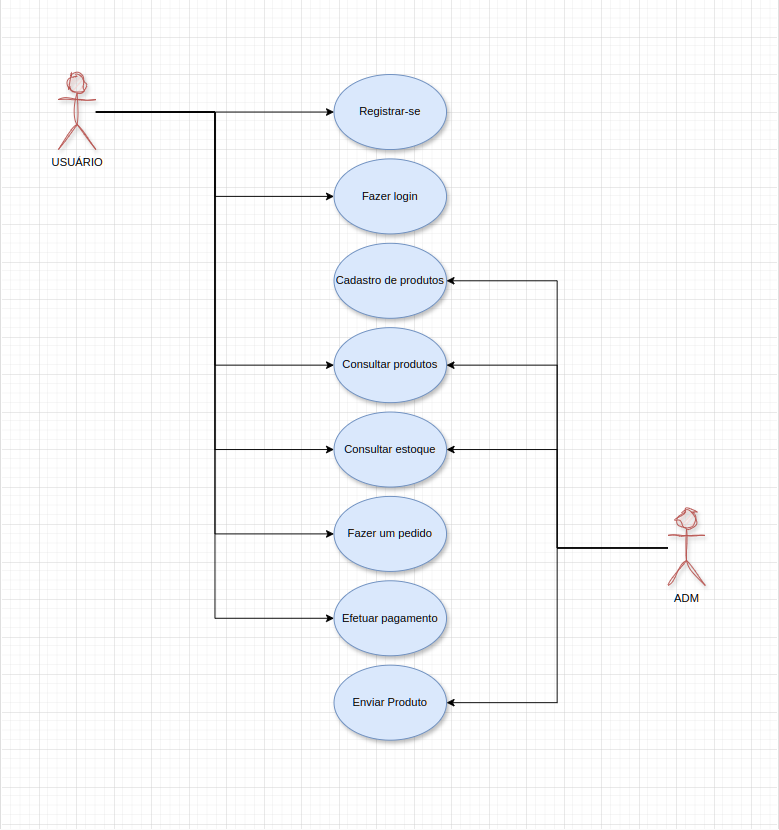 Registrar-se
USUÁRIO
Fazer login
Cadastro de produtos
Consultar produtos
Consultar estoque
Fazer um pedido
ADM
Efetuar pagamento
Enviar Produto